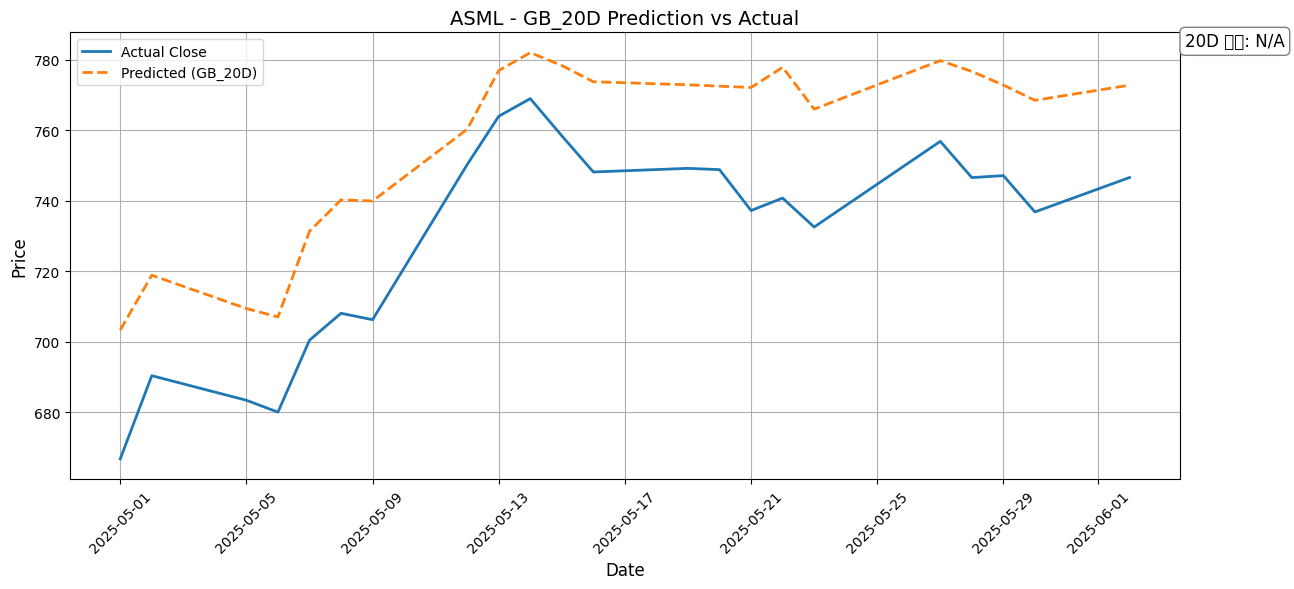 ASML - GB_20D Prediction vs Actual
20D : N/A
Actual Close
Predicted (GB_20D)
Price
780
760
740
720
700
680
2025-05-01
2025-05-05
2025-05-09
2025-05-13
2025-05-17
2025-05-21
2025-05-25
2025-05-29
2025-06-01
Date